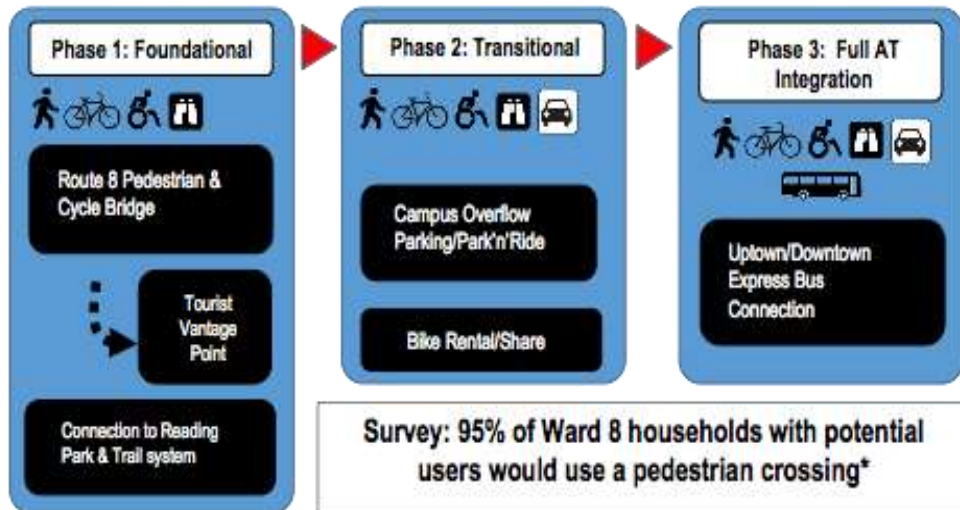 Phase 1: Foundational
Route 8 Pedestrian &
Cycle Bridge
Tourist
Vantage
Point
Connection to Reading
Park & Trail system
Phase 2: Transitional
Campus Overflow
Parking/Park'n'Ride
Bike Rental/Share
Phase 3: Full AT
Integration
Uptown/Downtown
Express Bus
Connection
Survey: 95% of Ward 8 households with potential
users would use a pedestrian crossing*